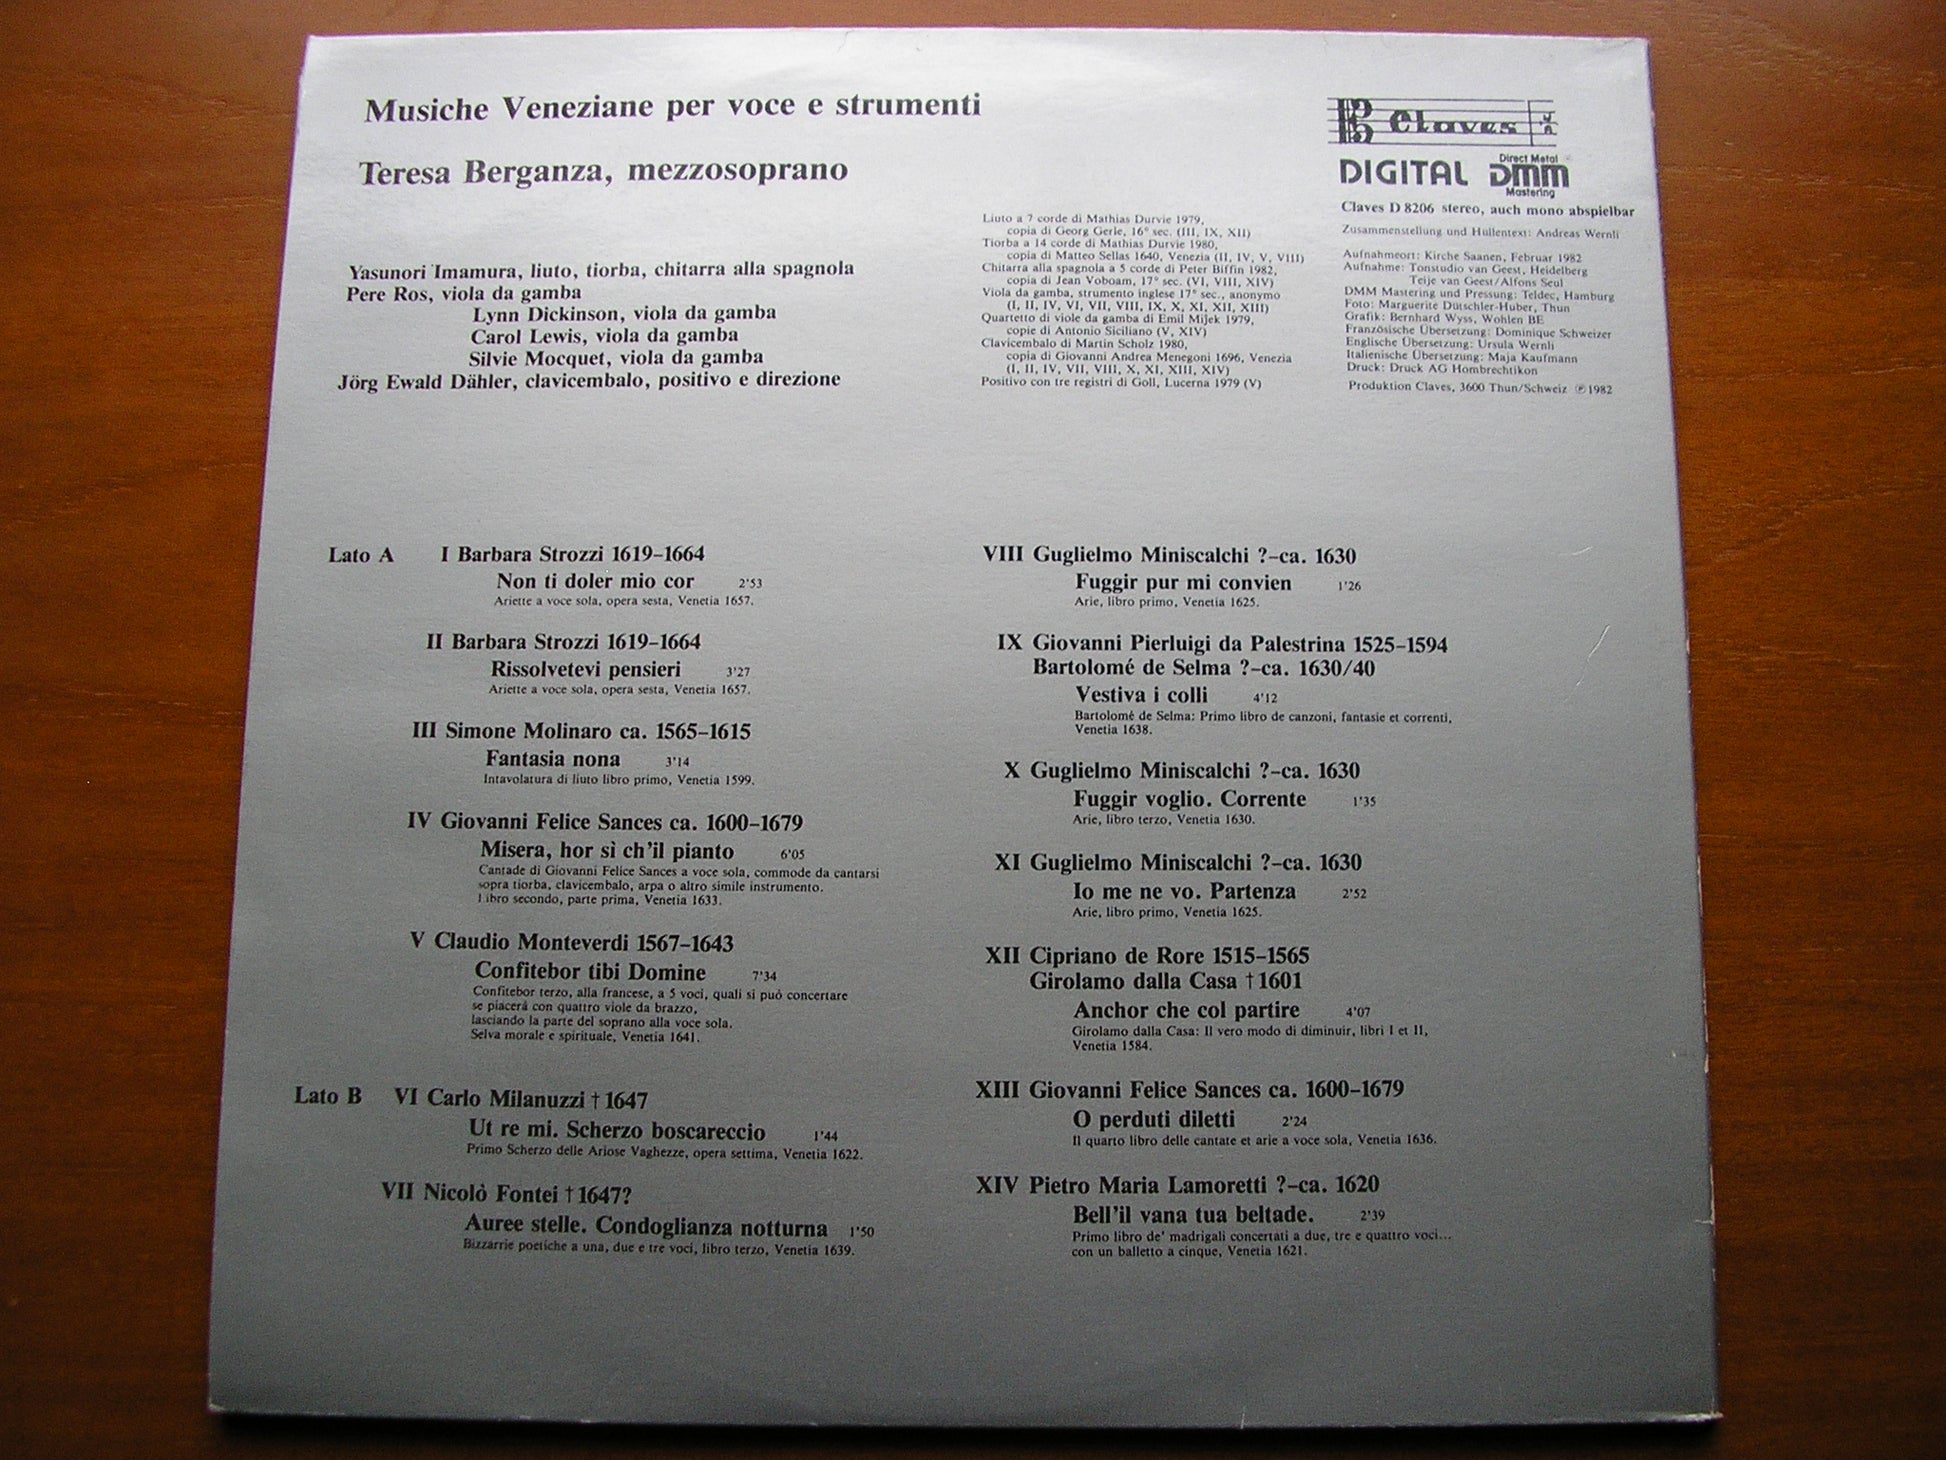 Musiche Veneziane per voce e strumenti
Teresa Berganza, mezzosoprano
Yasunori Imamura, liuto, tiorba, chitarra alla spagnola
Pere Ros, viola da gamba
Lynn Dickinson, viola da gamba
Carol Lewis, viola da gamba
Silvie Mocquet, viola da gamba
Jörg Ewald Dähler, clavicembalo, positivo e direzione
Liuto a 7 corde di Mathias Durvie 1979,
copia di Georg Gerle, 16° sec. (III, IX, XII)
Tiorba a 14 corde di Mathias Durvie 1980,
copia di Matteo Sellas 1640, Venezia (II, IV, V, VIII)
Chitarra alla spagnola a 5 corde di Peter Biffin 1982,
copia di Jean Voboam, 17° sec. (VI, VIII, XIV)
Viola da gamba, strumento inglese 17° sec., anonymo
(I, II, IV, VI, VII, VIII, IX, X, XI, XII, XIII)
Quartetto di viole da gamba di Emil Mijek 1979,
copie di Antonio Siciliano (V, XIV)
Clavicembalo di Martin Scholz 1980,
copia di Giovanni Andrea Menegoni 1696, Venezia
(I, II, IV, VII, VIII, X, XI, XIII, XIV)
Positivo con tre registri di Goll, Lucerna 1979 (V)
Claves
DIGITAL
Direct Metal
DMM
Mastering
Claves D 8206 stereo, auch mono abspielbar
Zusammenstellung und Hüllentext: Andreas Wernli
Aufnahmeort: Kirche Saanen, Februar 1982
Aufnahme: Tonstudio van Geest, Heidelberg
Teije van Geest/Alfons Seul
DMM Mastering und Pressung: Teldec, Hamburg
Foto: Marguerite Dütschler-Huber, Thun
Grafik: Bernhard Wyss, Wohlen BE
Französische Übersetzung: Dominique Schweizer
Englische Übersetzung: Ursula Wernli
Italienische Übersetzung: Maja Kaufmann
Druck: Druck AG Hombrechtikon
Produktion Claves, 3600 Thun/Schweiz ℗ 1982
Lato A I Barbara Strozzi 1619–1664
Non ti doler mio cor 2'53
Ariette a voce sola, opera sesta, Venetia 1657.
II Barbara Strozzi 1619–1664
Rissolvetevi pensieri 3'27
Ariette a voce sola, opera sesta, Venetia 1657.
III Simone Molinaro ca. 1565–1615
Fantasia nona 3'14
Intavolatura di liuto libro primo, Venetia 1599.
IV Giovanni Felice Sances ca. 1600–1679
Misera, hor sì ch'il pianto 6'05
Cantade di Giovanni Felice Sances a voce sola, commode da cantarsi
sopra tiorba, clavicembalo, arpa o altro simile instrumento.
Libro secondo, parte prima, Venetia 1633.
V Claudio Monteverdi 1567–1643
Confitebor tibi Domine 7'34
Confitebor terzo, alla francese, a 5 voci, quali si può concertare
se piacerà con quattro viole da brazzo,
lasciando la parte del soprano alla voce sola.
Selva morale e spirituale, Venetia 1641.
Lato B VI Carlo Milanuzzi † 1647
Ut re mi. Scherzo boscareccio 1'44
Primo Scherzo delle Ariose Vaghezze, opera settima, Venetia 1622.
VII Nicolò Fontei † 1647?
Auree stelle. Condoglianza notturna 1'50
Bizzarrie poetiche a una, due e tre voci, libro terzo, Venetia 1639.
VIII Guglielmo Miniscalchi ?–ca. 1630
Fuggir pur mi convien 1'26
Arie, libro primo, Venetia 1625.
IX Giovanni Pierluigi da Palestrina 1525–1594
Bartolomé de Selma ?–ca. 1630/40
Vestiva i colli 4'12
Bartolomé de Selma: Primo libro de canzoni, fantasie et correnti,
Venetia 1638.
X Guglielmo Miniscalchi ?–ca. 1630
Fuggir voglio. Corrente 1'35
Arie, libro terzo, Venetia 1630.
XI Guglielmo Miniscalchi ?–ca. 1630
Io me ne vo. Partenza 2'52
Arie, libro primo, Venetia 1625.
XII Cipriano de Rore 1515–1565
Girolamo dalla Casa † 1601
Anchor che col partire 4'07
Girolamo dalla Casa: Il vero modo di diminuir, libri I et II,
Venetia 1584.
XIII Giovanni Felice Sances ca. 1600–1679
O perduti diletti 2'24
Il quarto libro delle cantate et arie a voce sola, Venetia 1636.
XIV Pietro Maria Lamoretti ?–ca. 1620
Bell'il vana tua beltade. 2'39
Primo libro de' madrigali concertati a due, tre e quattro voci...
con un balletto a cinque, Venetia 1621.